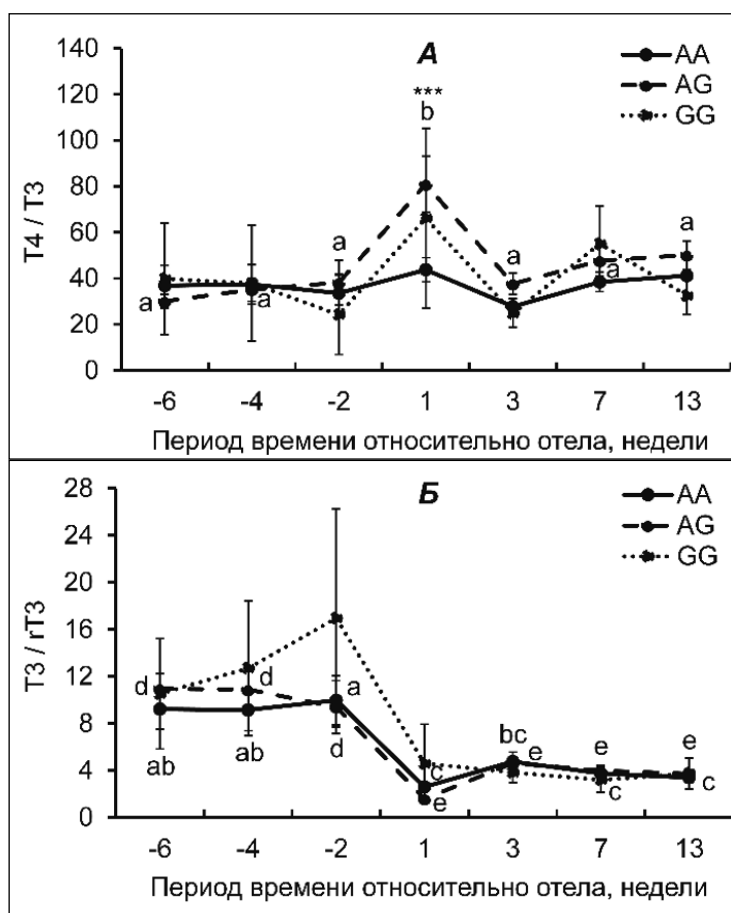 А
140
120
100
80
60
40
20
0
T4 / T3
AA
AG
GG
***
b
a
a
a
a
a
a
-6 -4 -2 1 3 7 13
Период времени относительно отела, недели
Б
28
24
20
16
12
8
4
0
T3 / rT3
AA
AG
GG
d
d
a
ab
ab
d
c
e
bc
e
e
c
e
c
-6 -4 -2 1 3 7 13
Период времени относительно отела, недели